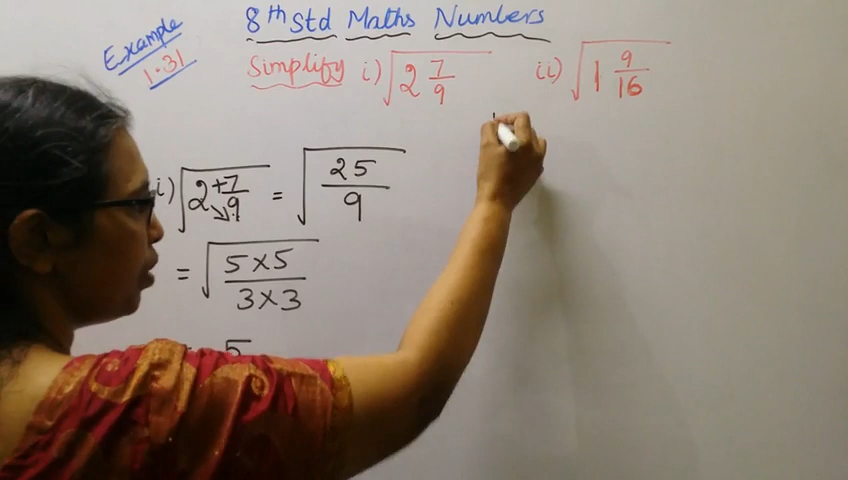 8th Std Maths Numbers
Example 1.31
Simplify i) √2 7/9 ii) √1 9/16
i) √2 + 7/9 = √25/9
= √5×5/3×3
= 5